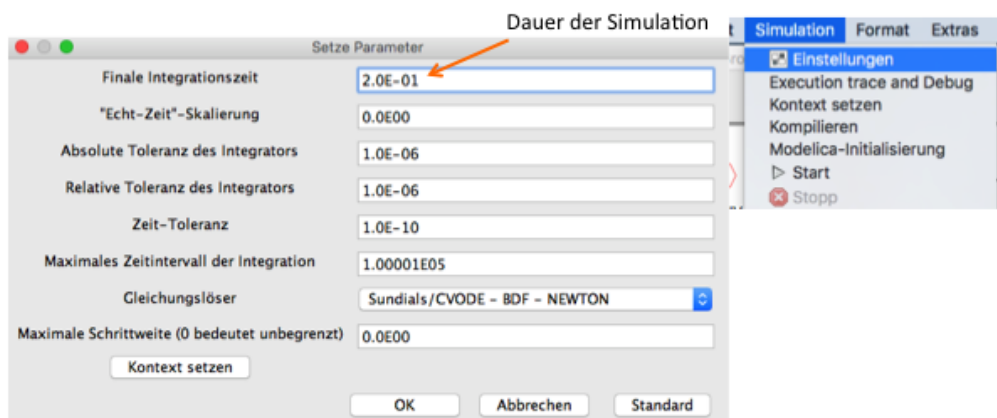 Dauer der Simulation
Setze Parameter
Finale Integrationszeit 2.0E-01
"Echt-Zeit"-Skalierung 0.0E00
Absolute Toleranz des Integrators 1.0E-06
Relative Toleranz des Integrators 1.0E-06
Zeit-Toleranz 1.0E-10
Maximales Zeitintervall der Integration 1.00001E05
Gleichungslöser Sundials/CVODE - BDF - NEWTON
Maximale Schrittweite (0 bedeutet unbegrenzt) 0.0E00
Kontext setzen
OK Abbrechen Standard
Simulation Format Extras
Einstellungen
Execution trace and Debug
Kontext setzen
Kompilieren
Modelica-Initialisierung
Start
Stopp